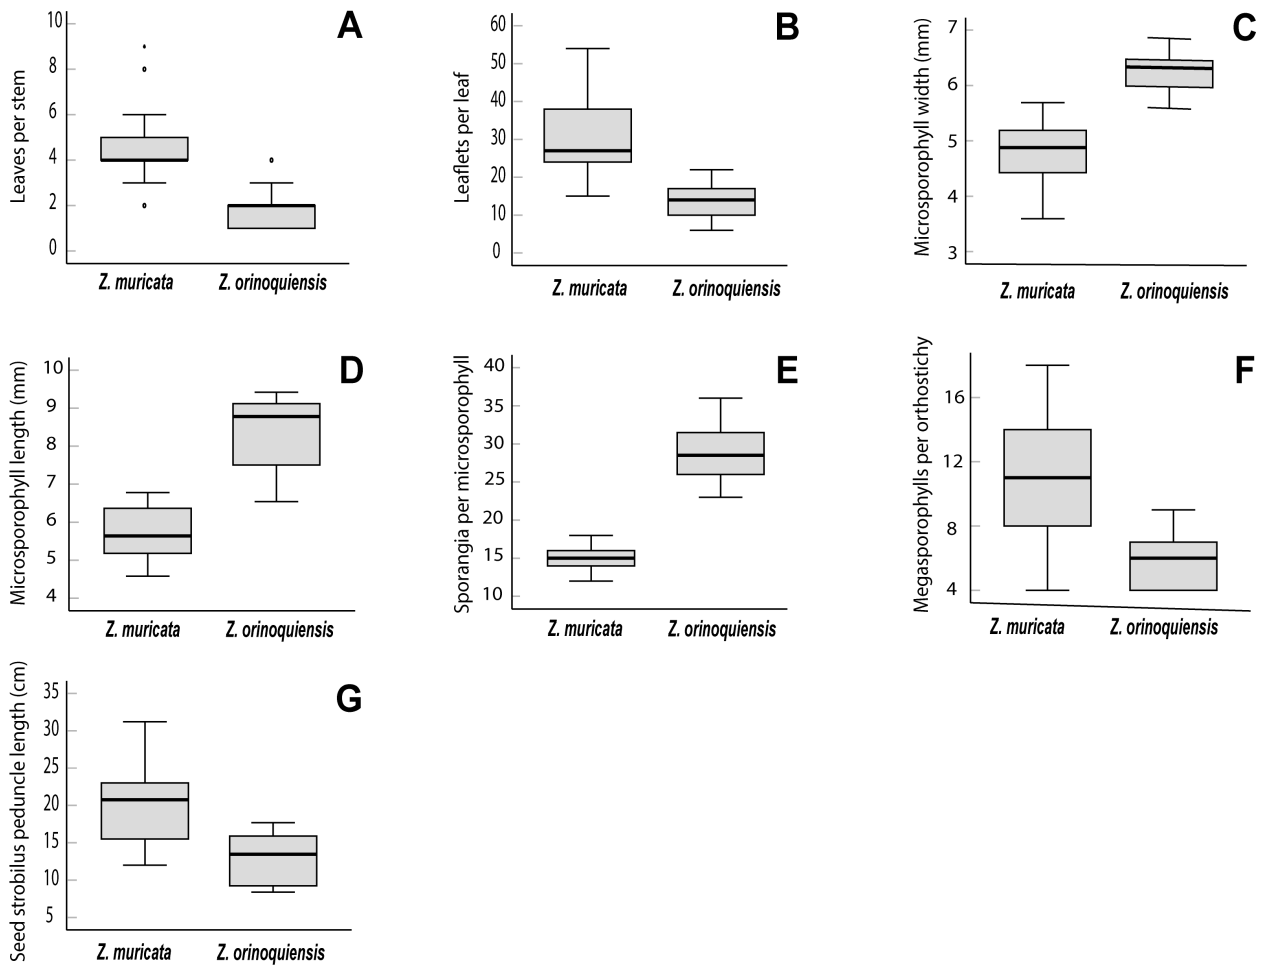 A
Leaves per stem
10
8
6
4
2
0
Z. muricata Z. orinoquiensis
B
Leaflets per leaf
60
50
40
30
20
10
0
Z. muricata Z. orinoquiensis
C
Microsporophyll width (mm)
7
6
5
4
3
Z. muricata Z. orinoquiensis
D
Microsporophyll length (mm)
10
9
8
7
6
5
4
Z. muricata Z. orinoquiensis
E
Sporangia per microsporophyll
40
35
30
25
20
15
10
Z. muricata Z. orinoquiensis
F
Megasporophylls per orthostichy
16
12
8
4
Z. muricata Z. orinoquiensis
G
Seed strobilus peduncle length (cm)
35
30
25
20
15
10
5
Z. muricata Z. orinoquiensis